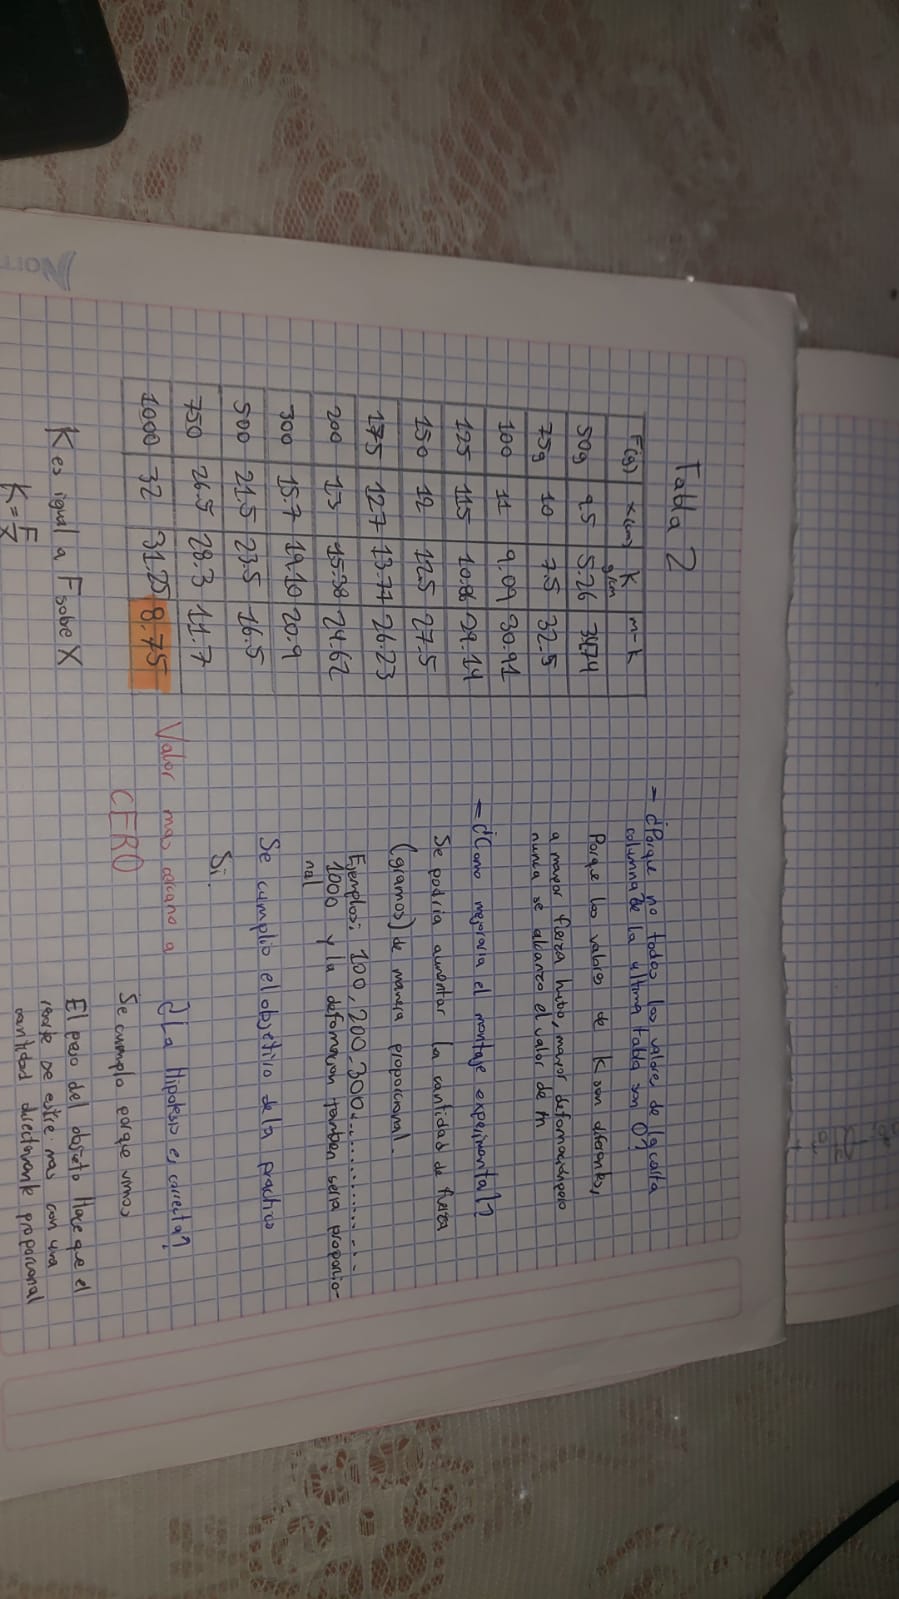 Tabla 2
F(g) x(cm) K g/cm m-k
50g 9.5 5.26 34.74
75g 10 7.5 32.5
100 11 9.09 30.91
125 11.5 10.86 29.14
150 12 12.5 27.5
175 12.7 13.77 26.23
200 13 15.38 24.62
300 15.7 19.10 20.9
500 21.5 23.5 16.5
750 26.5 28.3 11.7
1000 32 31.25 8.75
K es igual a F sobre X
K = F/X
Valor mas cercano a
CERO
- ¿Porque no todos los valore de la cuarta
columna de la ultima tabla son 0?
Porque los valores de K son diferentes,
a mayor fuerza hubo, mayor deformacion pero
nunca se alcanzo el valor de m
- ¿Como mejoraria el montaje experimental?
Se podria aumentar la cantidad de fuerza
(gramos) de manera proporcional.
Ejemplos: 100, 200, 300...............
1000 y la deformacion tambien sera proporcio-
nal
Se cumplio el objetivo de la practica
Si.
¿La Hipotesis es correcta?
Se cumple porque vimos
El peso del objeto Hace que el
se estire mas con una
cantidad directamente proporcional
Norm